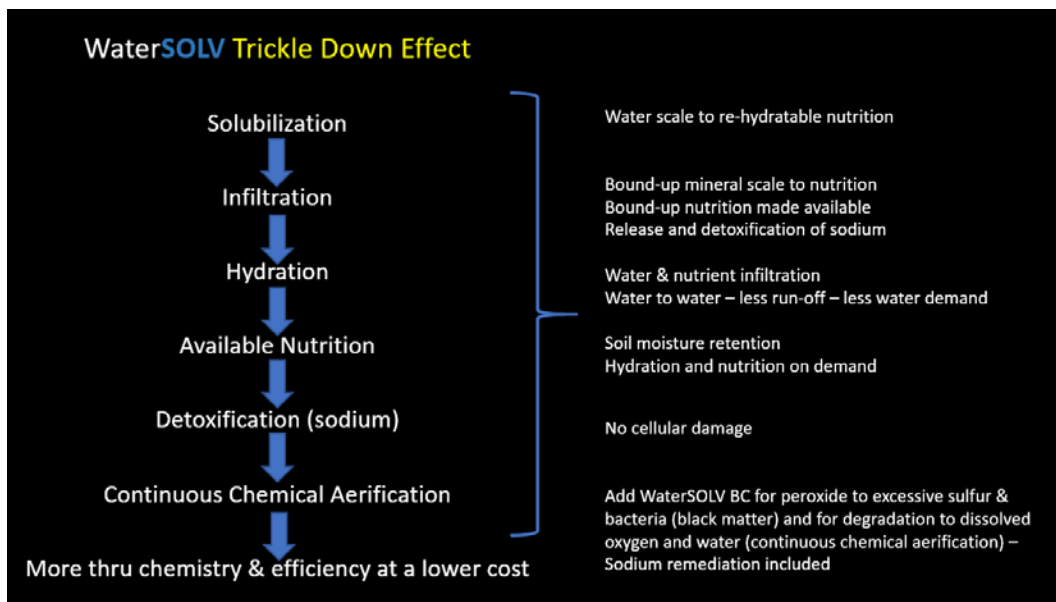 WaterSOLV Trickle Down Effect
Solubilization
Infiltration
Hydration
Available Nutrition
Detoxification (sodium)
Continuous Chemical Aerification
More thru chemistry & efficiency at a lower cost
Water scale to re-hydratable nutrition
Bound-up mineral scale to nutrition
Bound-up nutrition made available
Release and detoxification of sodium
Water & nutrient infiltration
Water to water – less run-off – less water demand
Soil moisture retention
Hydration and nutrition on demand
No cellular damage
Add WaterSOLV BC for peroxide to excessive sulfur &
bacteria (black matter) and for degradation to dissolved
oxygen and water (continuous chemical aerification) –
Sodium remediation included